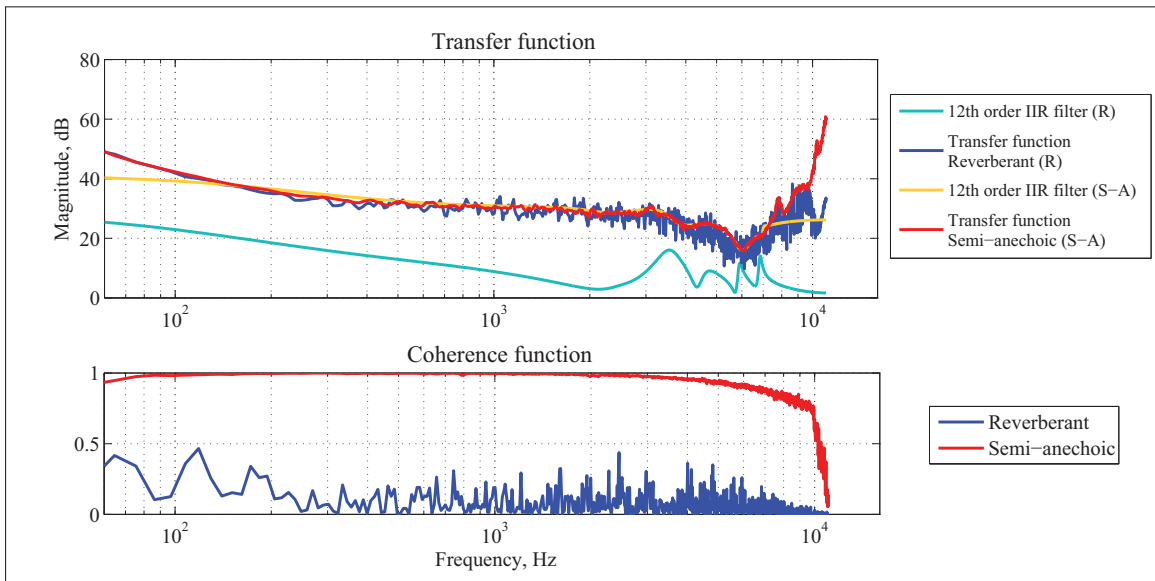 Transfer function
80
60
40
20
0
Magnitude, dB
10^2
10^3
10^4
12th order IIR filter (R)
Transfer function
Reverberant (R)
12th order IIR filter (S−A)
Transfer function
Semi−anechoic (S−A)
Coherence function
1
0.5
0
10^2
10^3
10^4
Frequency, Hz
Reverberant
Semi−anechoic